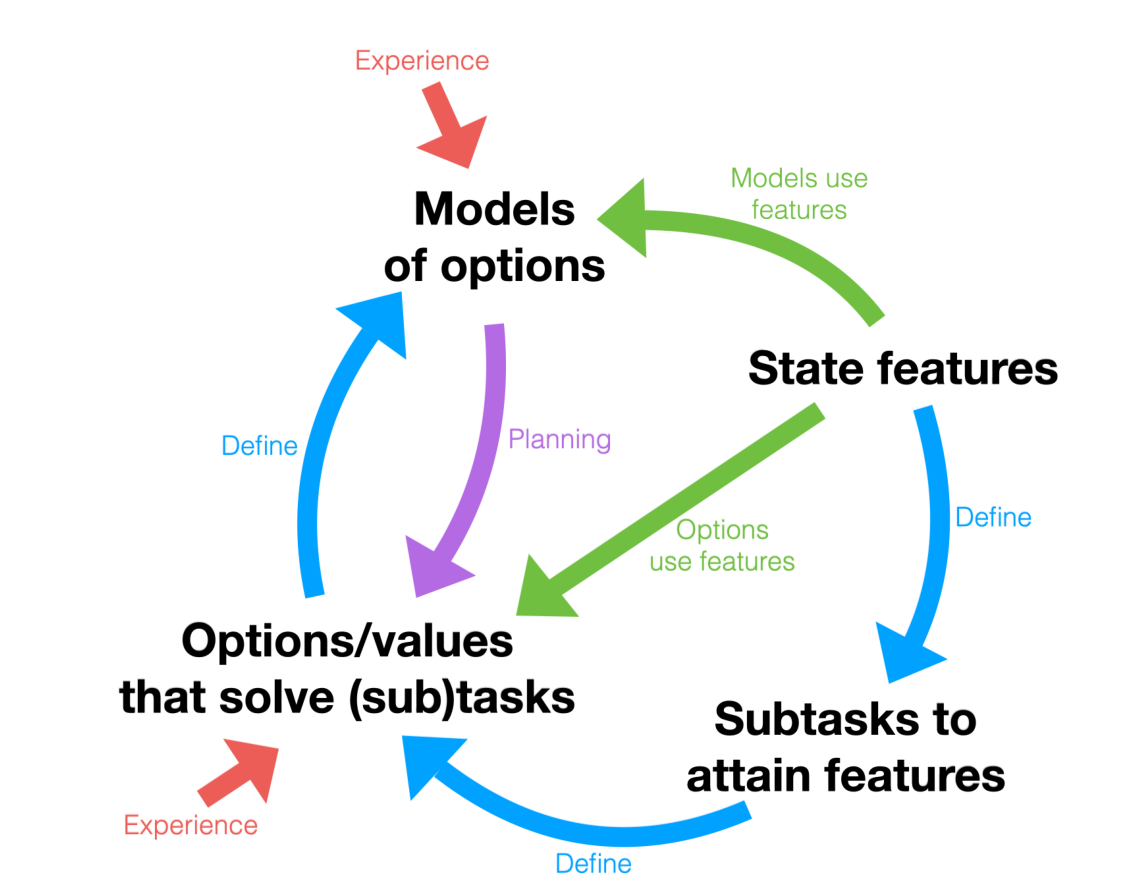 Experience
Models use
features
Models
of options
State features
Define
Planning
Define
Options
use features
Options/values
that solve (sub)tasks
Subtasks to
attain features
Experience
Define